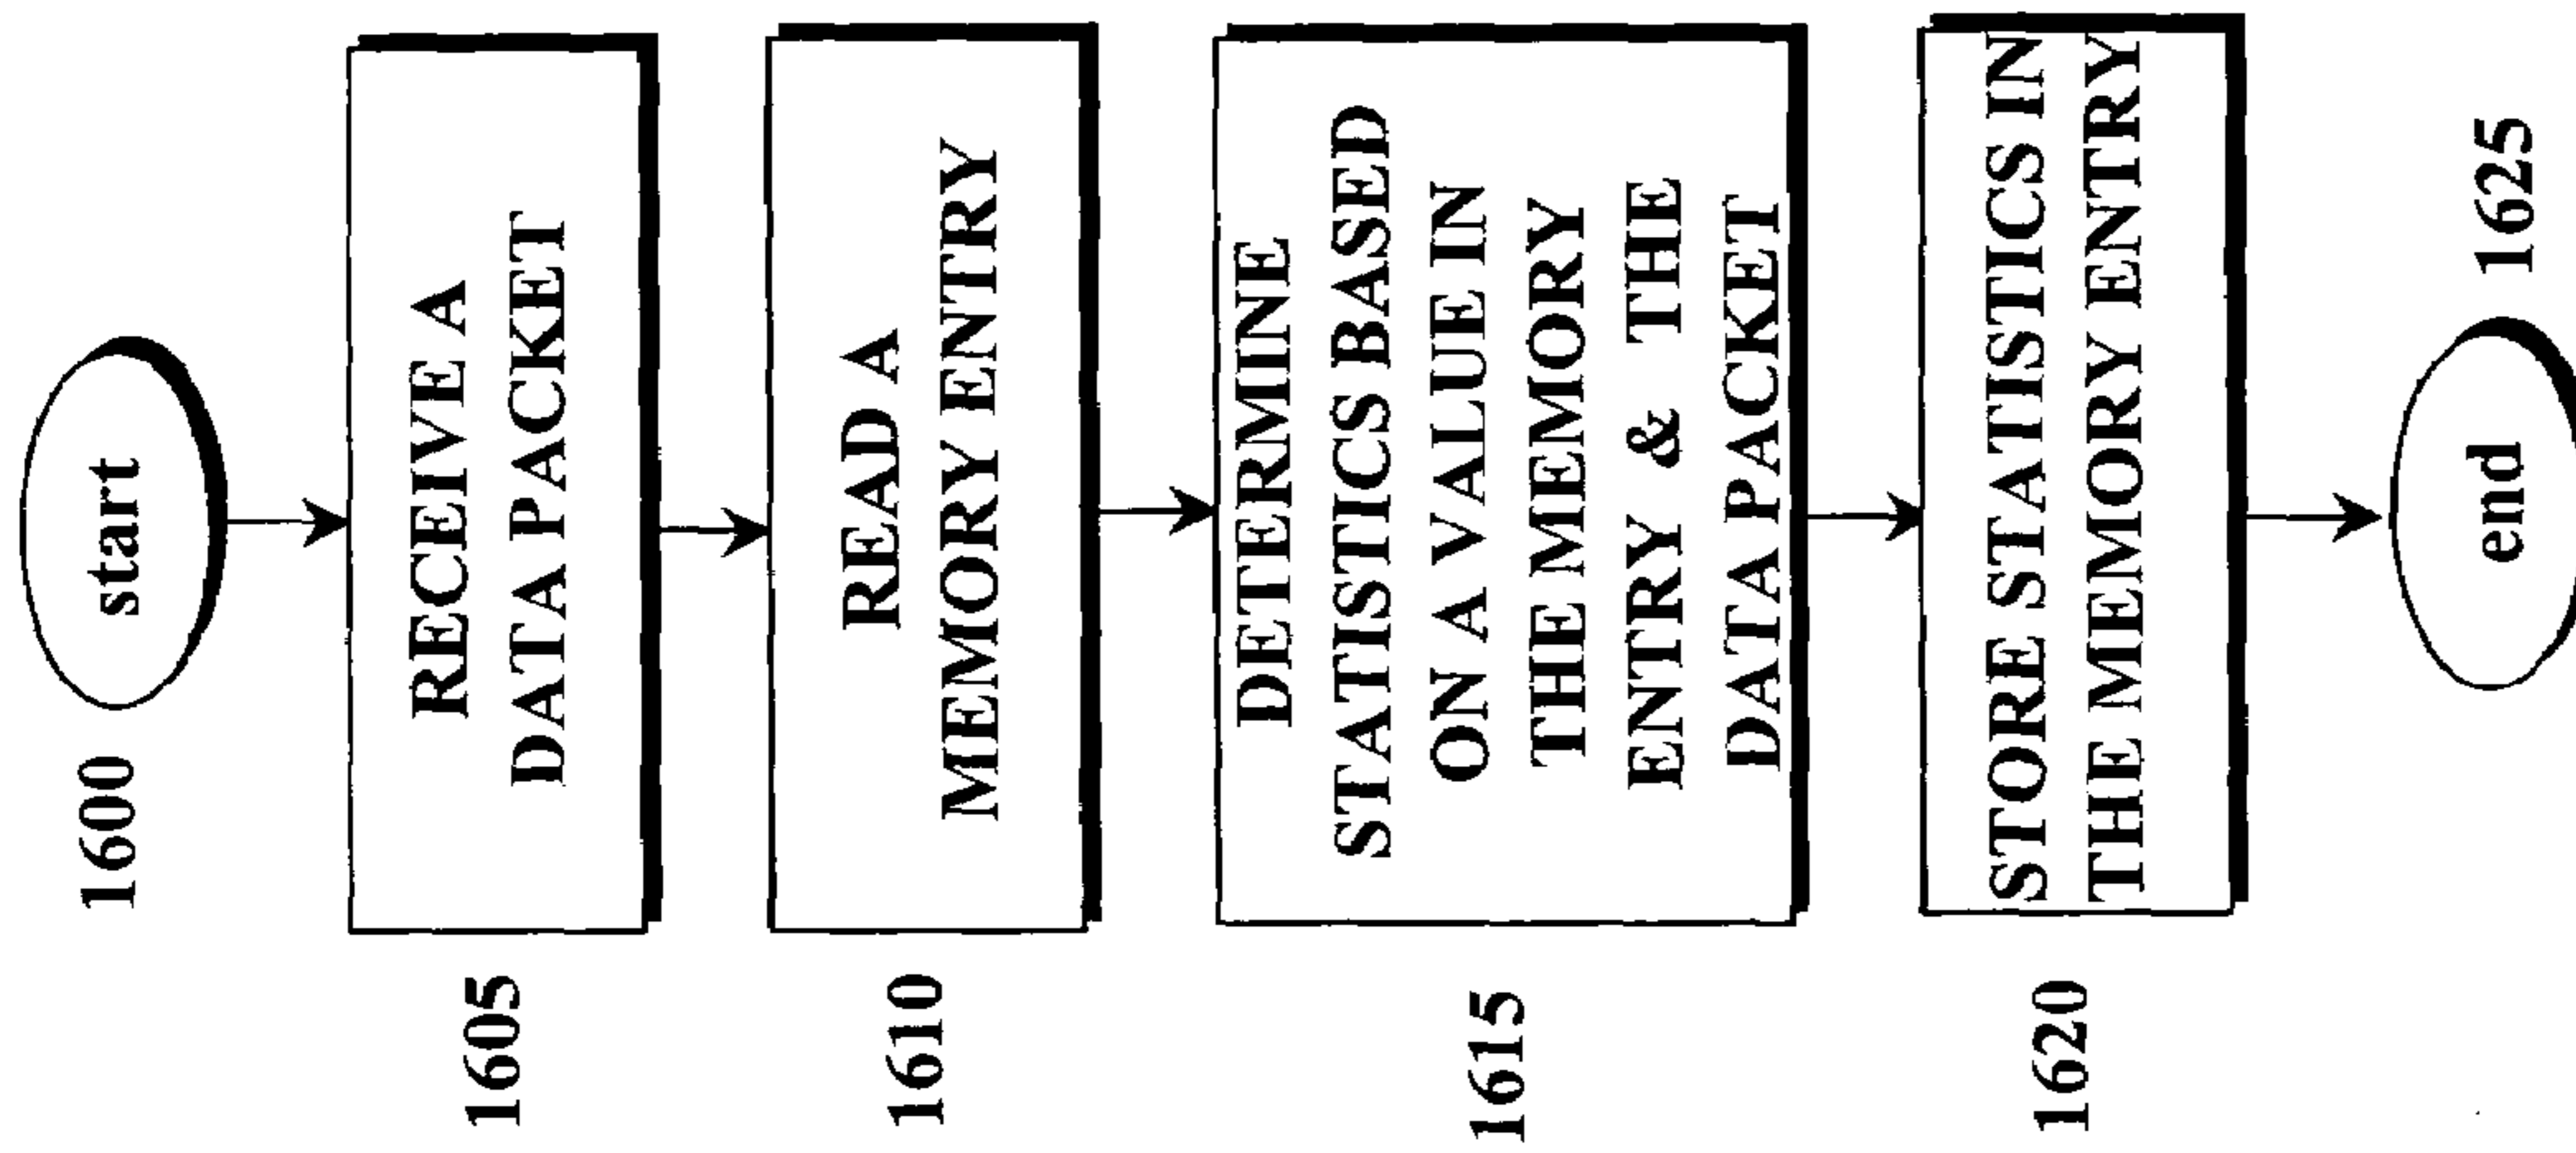 1600
start
1605
RECEIVE A
DATA PACKET
1610
READ A
MEMORY ENTRY
1615
DETERMINE
STATISTICS BASED
ON A VALUE IN
THE MEMORY
ENTRY & THE
DATA PACKET
1620
STORE STATISTICS IN
THE MEMORY ENTRY
end
1625